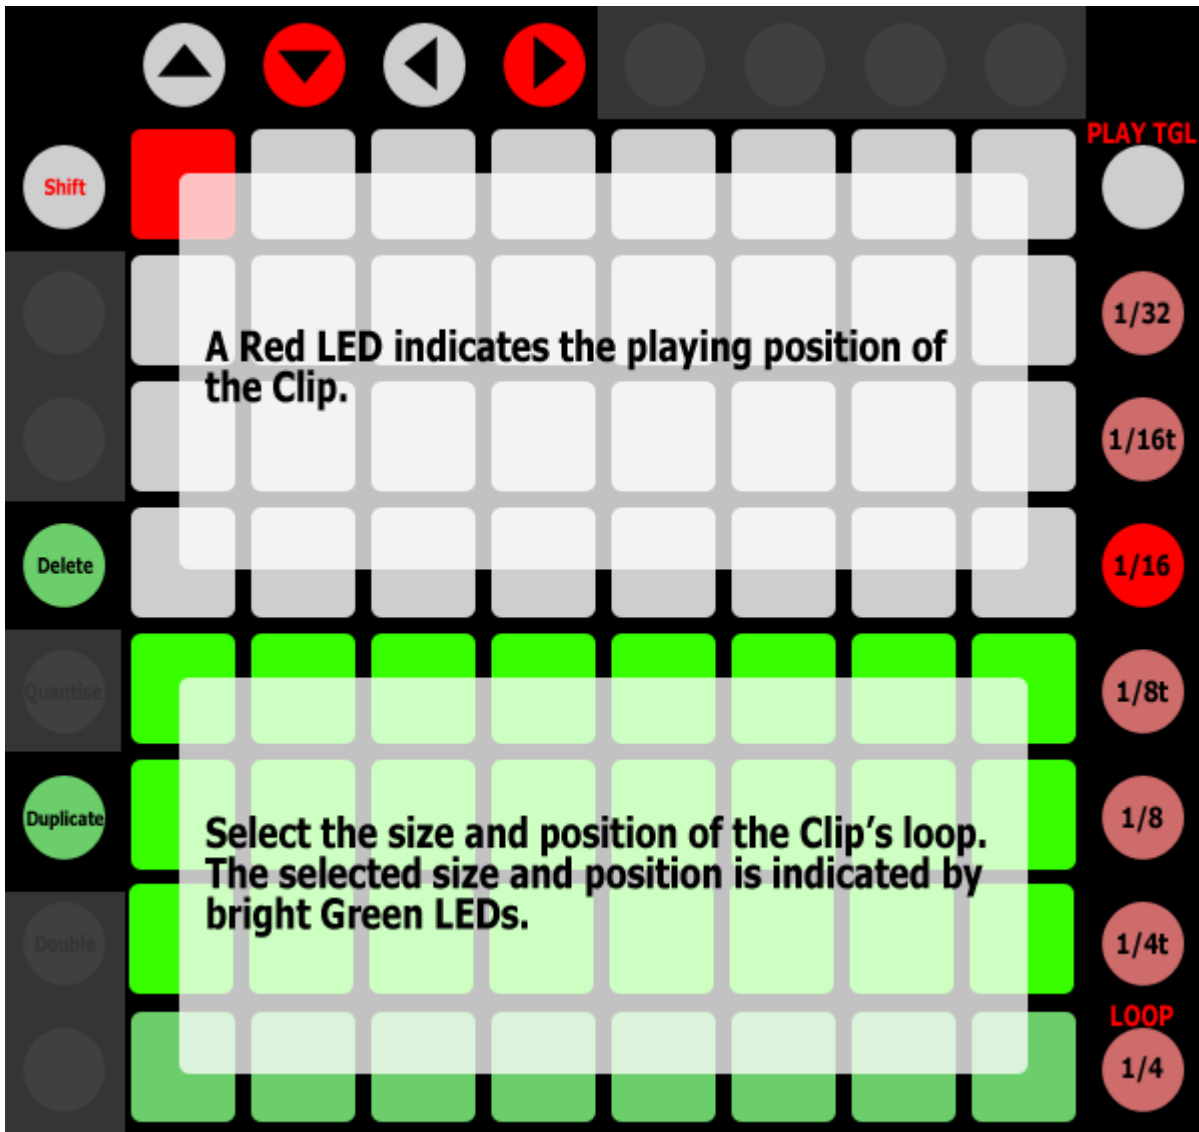 PLAY TGL
Shift
1/32
A Red LED indicates the playing position of
the Clip.
1/16t
Delete
1/16
Quantise
1/8t
Duplicate
1/8
Select the size and position of the Clip's loop.
The selected size and position is indicated by
bright Green LEDs.
Double
1/4t
LOOP
1/4